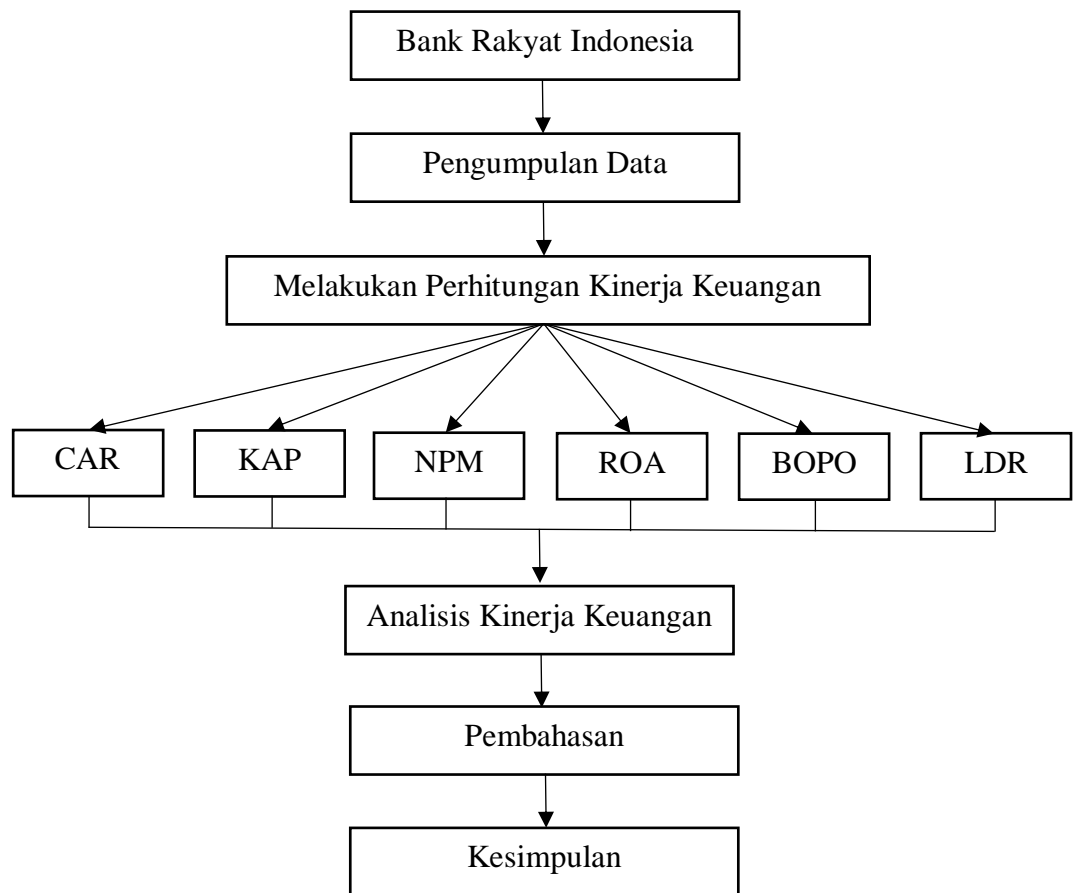 Bank Rakyat Indonesia
Pengumpulan Data
Melakukan Perhitungan Kinerja Keuangan
CAR
KAP
NPM
ROA
BOPO
LDR
Analisis Kinerja Keuangan
Pembahasan
Kesimpulan